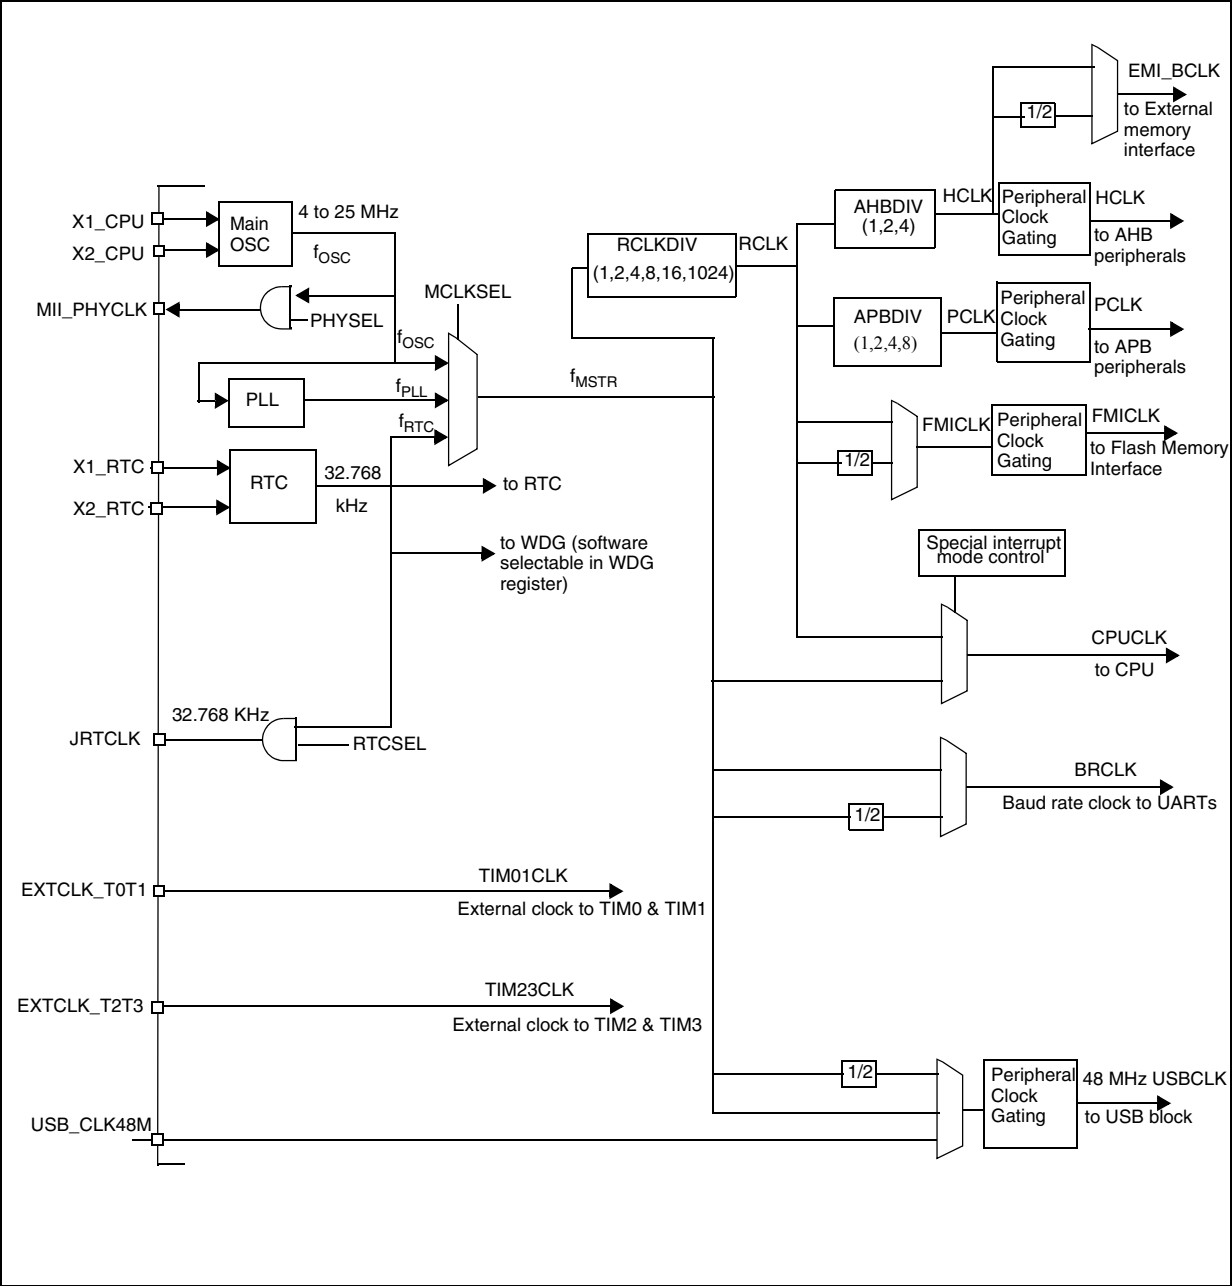 EMI_BCLK
1/2
to External
memory
interface
X1_CPU
X2_CPU
Main
OSC
4 to 25 MHz
fOSC
MII_PHYCLK
PHYSEL
MCLKSEL
fOSC
PLL
fPLL
fRTC
fMSTR
X1_RTC
X2_RTC
RTC
32.768
kHz
to RTC
to WDG (software
selectable in WDG
register)
RCLKDIV
(1,2,4,8,16,1024)
RCLK
AHBDIV
(1,2,4)
HCLK
Peripheral
Clock
Gating
HCLK
to AHB
peripherals
APBDIV
(1,2,4,8)
PCLK
Peripheral
Clock
Gating
PCLK
to APB
peripherals
1/2
FMICLK
Peripheral
Clock
Gating
FMICLK
to Flash Memory
Interface
Special interrupt
mode control
CPUCLK
to CPU
32.768 KHz
JRTCLK
RTCSEL
BRCLK
Baud rate clock to UARTs
1/2
EXTCLK_T0T1
TIM01CLK
External clock to TIM0 & TIM1
EXTCLK_T2T3
TIM23CLK
External clock to TIM2 & TIM3
1/2
Peripheral
Clock
Gating
48 MHz USBCLK
to USB block
USB_CLK48M